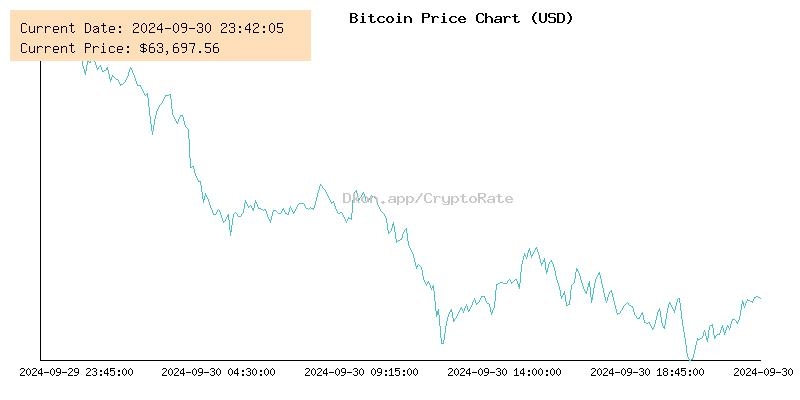 Bitcoin Price Chart (USD)
Current Date: 2024-09-30 23:42:05
Current Price: $63,697.56
D1on.app/CryptoRate
2024-09-29 23:45:00
2024-09-30 04:30:00
2024-09-30 09:15:00
2024-09-30 14:00:00
2024-09-30 18:45:00
2024-09-30